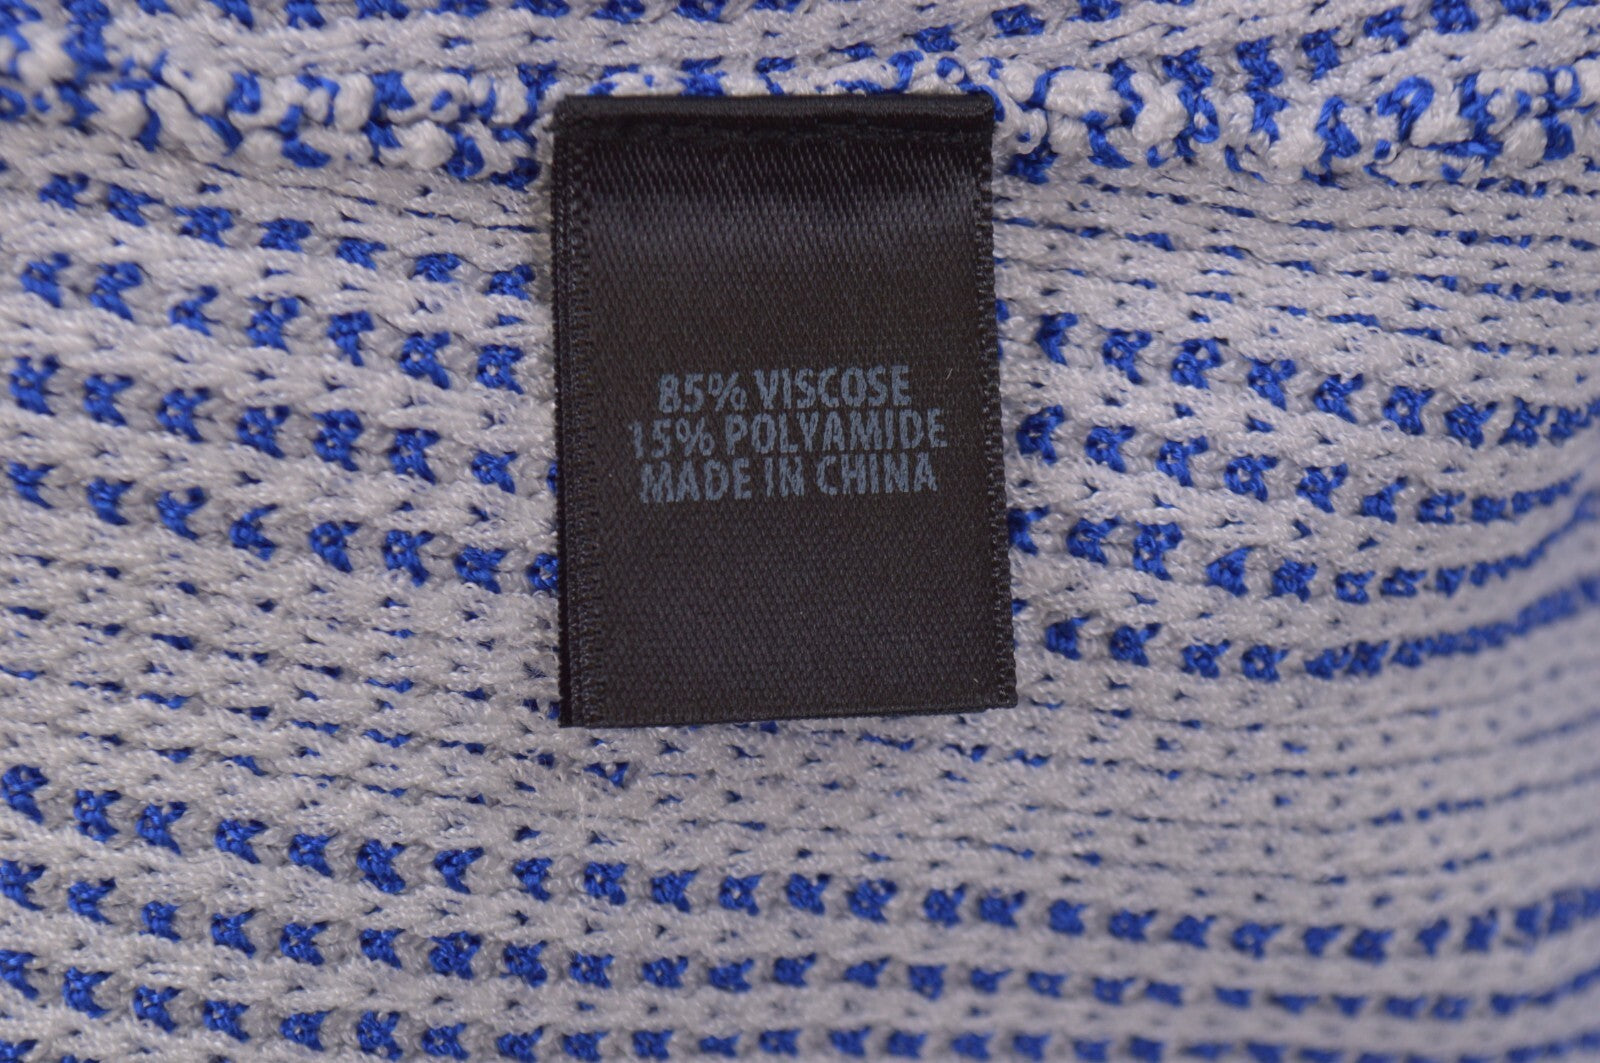 85% VISCOSE
15% POLYAMIDE
MADE IN CHINA